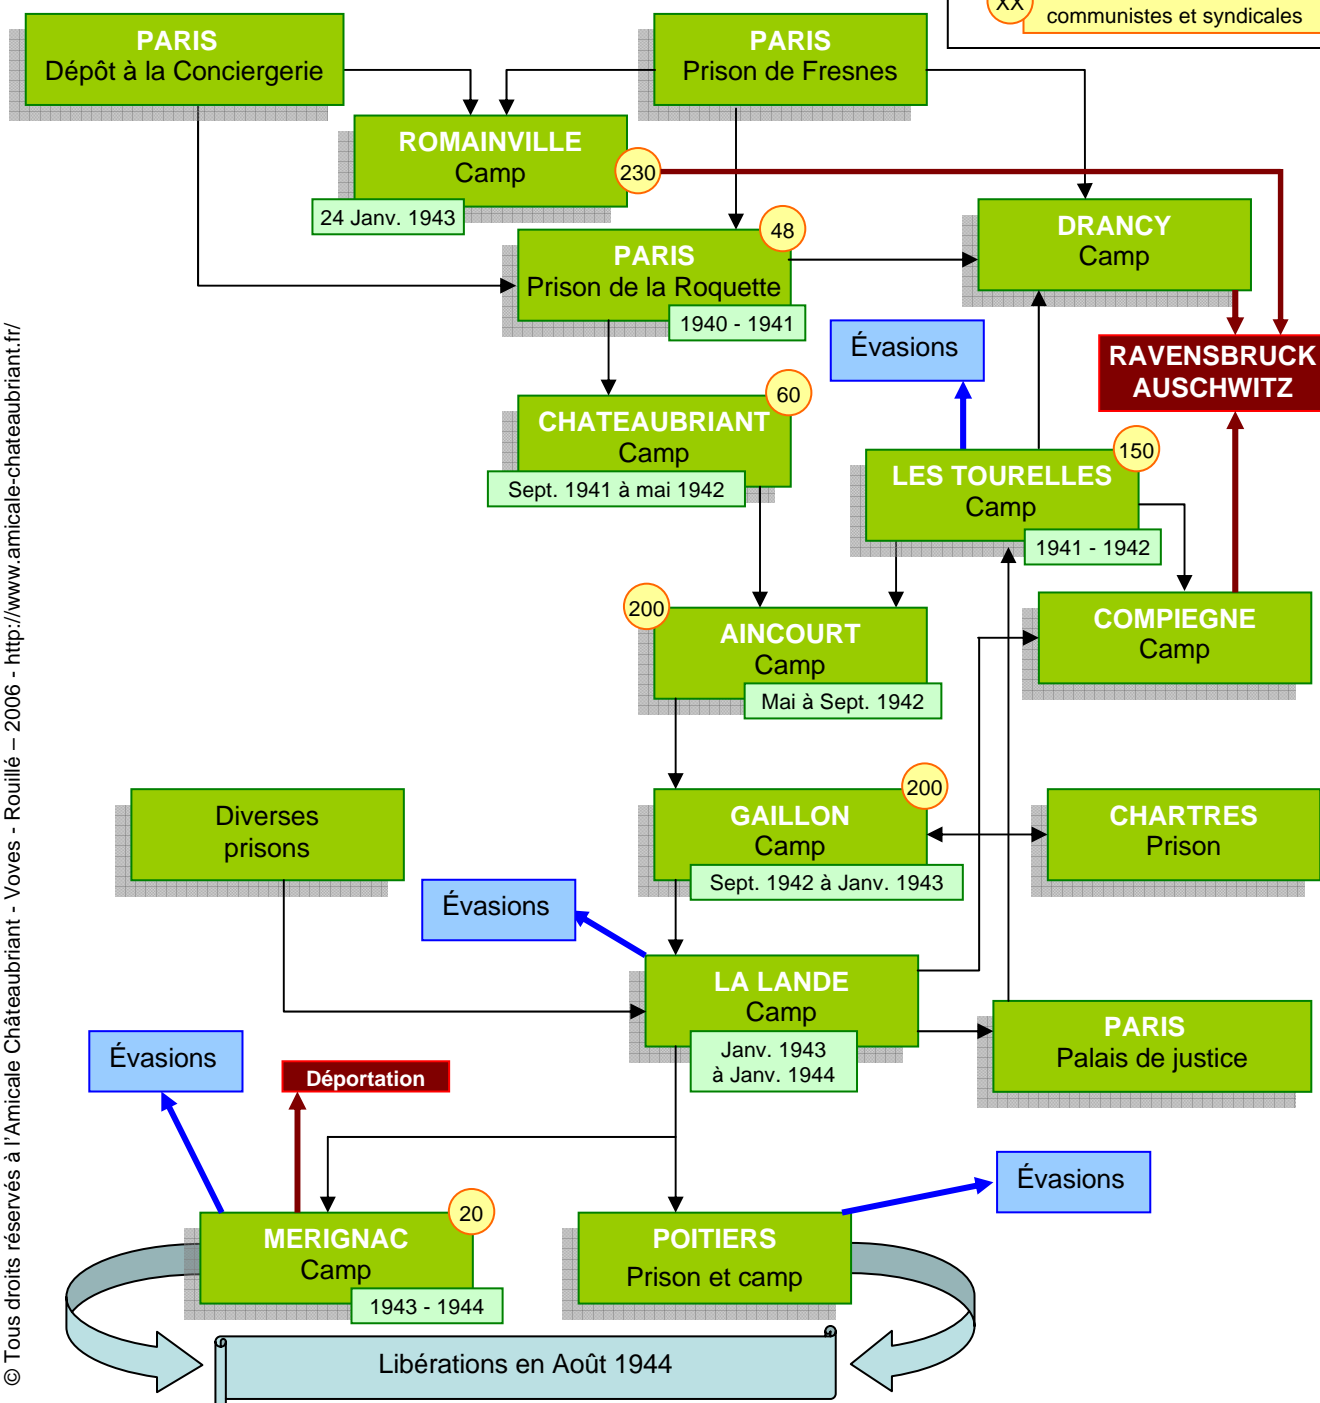 XX
communistes et syndicales
PARIS
Dépôt à la Conciergerie
PARIS
Prison de Fresnes
ROMAINVILLE
Camp
230
24 Janv. 1943
48
PARIS
Prison de la Roquette
1940 - 1941
DRANCY
Camp
Évasions
RAVENSBRUCK
AUSCHWITZ
60
CHATEAUBRIANT
Camp
Sept. 1941 à mai 1942
150
LES TOURELLES
Camp
1941 - 1942
200
AINCOURT
Camp
Mai à Sept. 1942
COMPIEGNE
Camp
Diverses
prisons
200
GAILLON
Camp
Sept. 1942 à Janv. 1943
CHARTRES
Prison
Évasions
LA LANDE
Camp
Janv. 1943
à Janv. 1944
PARIS
Palais de justice
Évasions
Déportation
Évasions
20
MERIGNAC
Camp
1943 - 1944
POITIERS
Prison et camp
Libérations en Août 1944
© Tous droits réservés à l'Amicale Châteaubriant - Voves - Rouillé – 2006 - http://www.amicale-chateaubriant.fr/